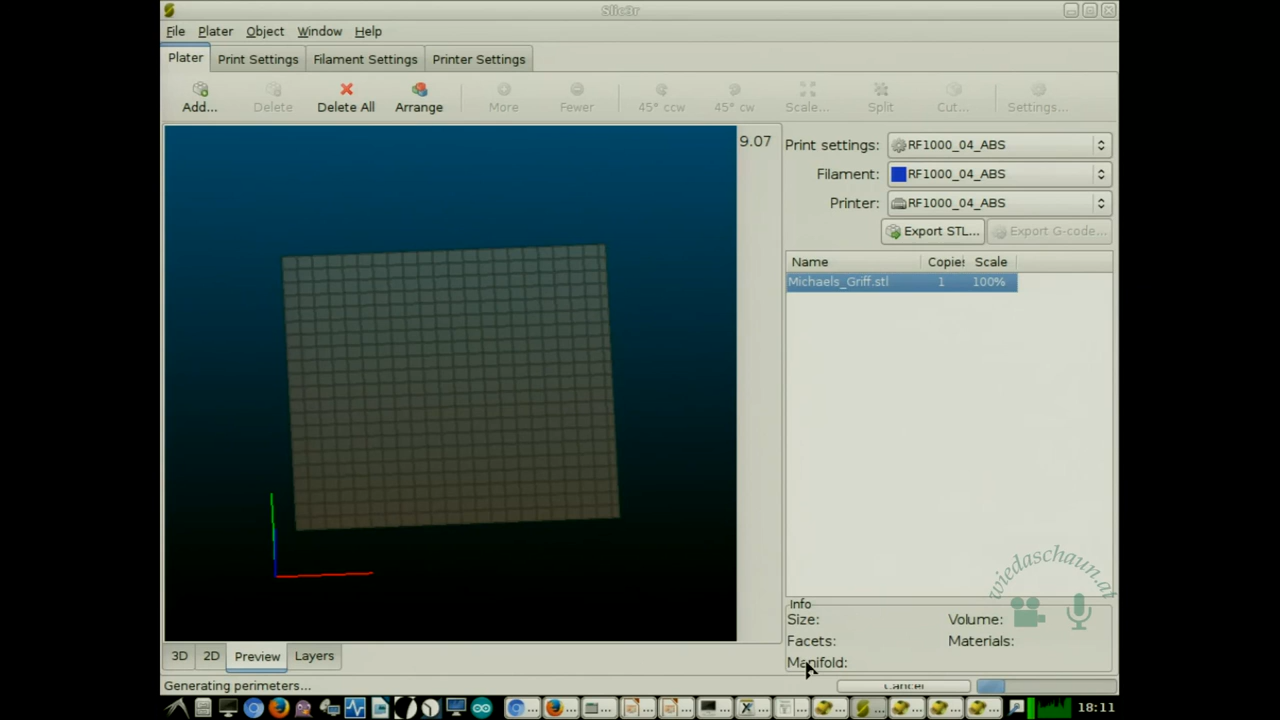 Slic3r
File Plater Object Window Help
Plater Print Settings Filament Settings Printer Settings
Add... Delete Delete All Arrange More Fewer 45° ccw 45° cw Scale... Split Cut... Settings...
9.07
Print settings: RF1000_04_ABS
Filament: RF1000_04_ABS
Printer: RF1000_04_ABS
Export STL... Export G-code...
Name Copie: Scale
Michaels_Griff.stl 1 100%
wiedaschaun.at
Info
Size: Volume:
Facets: Materials:
Manifold:
3D 2D Preview Layers
Generating perimeters... Cancel
18:11